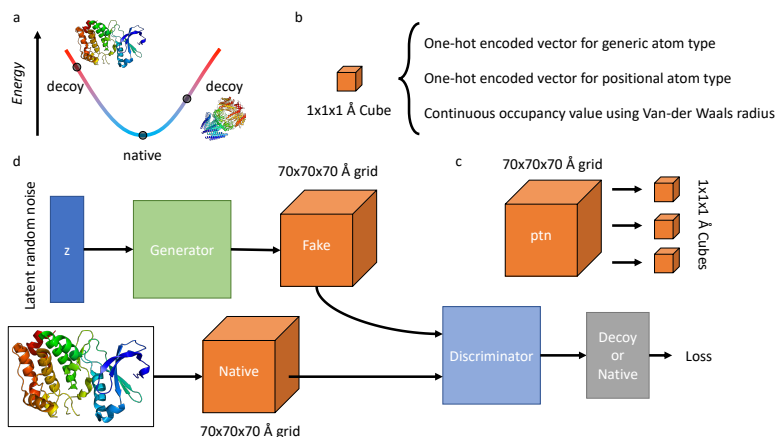 a
Energy
decoy
decoy
native
b
1x1x1 Å Cube
One-hot encoded vector for generic atom type
One-hot encoded vector for positional atom type
Continuous occupancy value using Van-der Waals radius
c
70x70x70 Å grid
ptn
1x1x1 Å Cubes
d
Latent random noise
z
Generator
70x70x70 Å grid
Fake
Native
70x70x70 Å grid
Discriminator
Decoy
or
Native
Loss